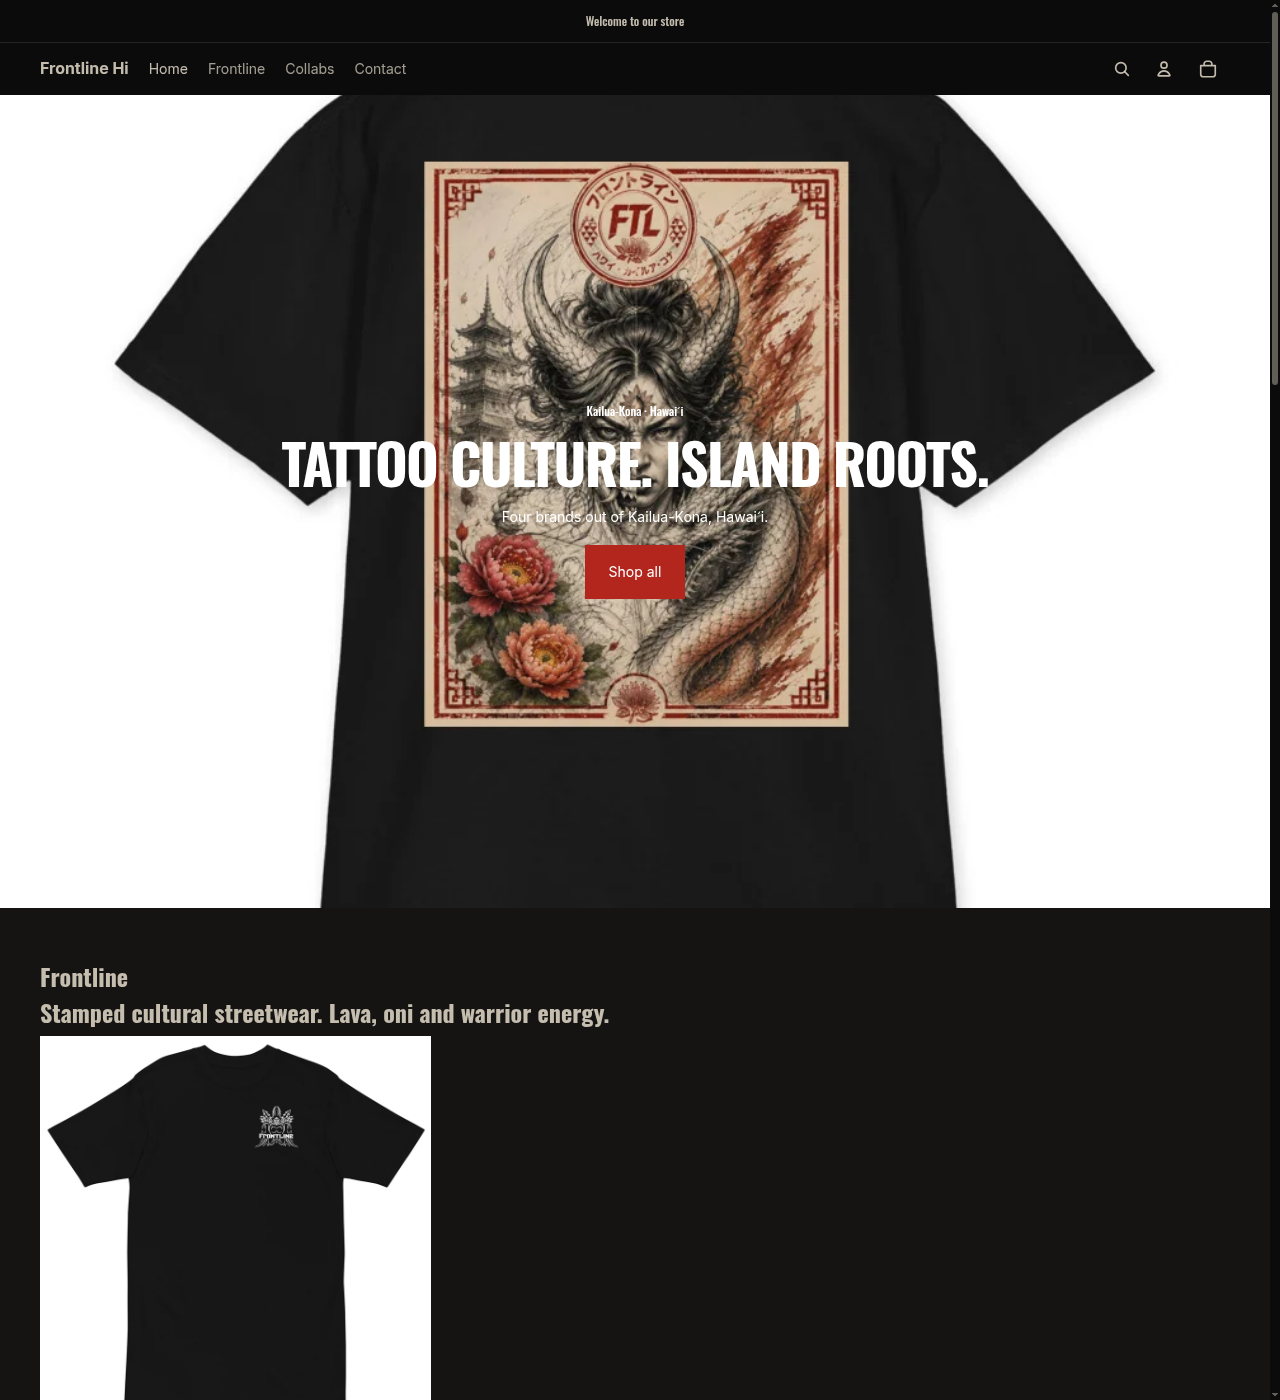 Welcome to our store
Frontline Hi Home Frontline Collabs Contact
フロントライン
FTL
Kailua-Kona · Hawaiʻi
TATTOO CULTURE. ISLAND ROOTS.
Four brands out of Kailua-Kona, Hawaiʻi.
Shop all
Frontline
Stamped cultural streetwear. Lava, oni and warrior energy.
FRONTLINE